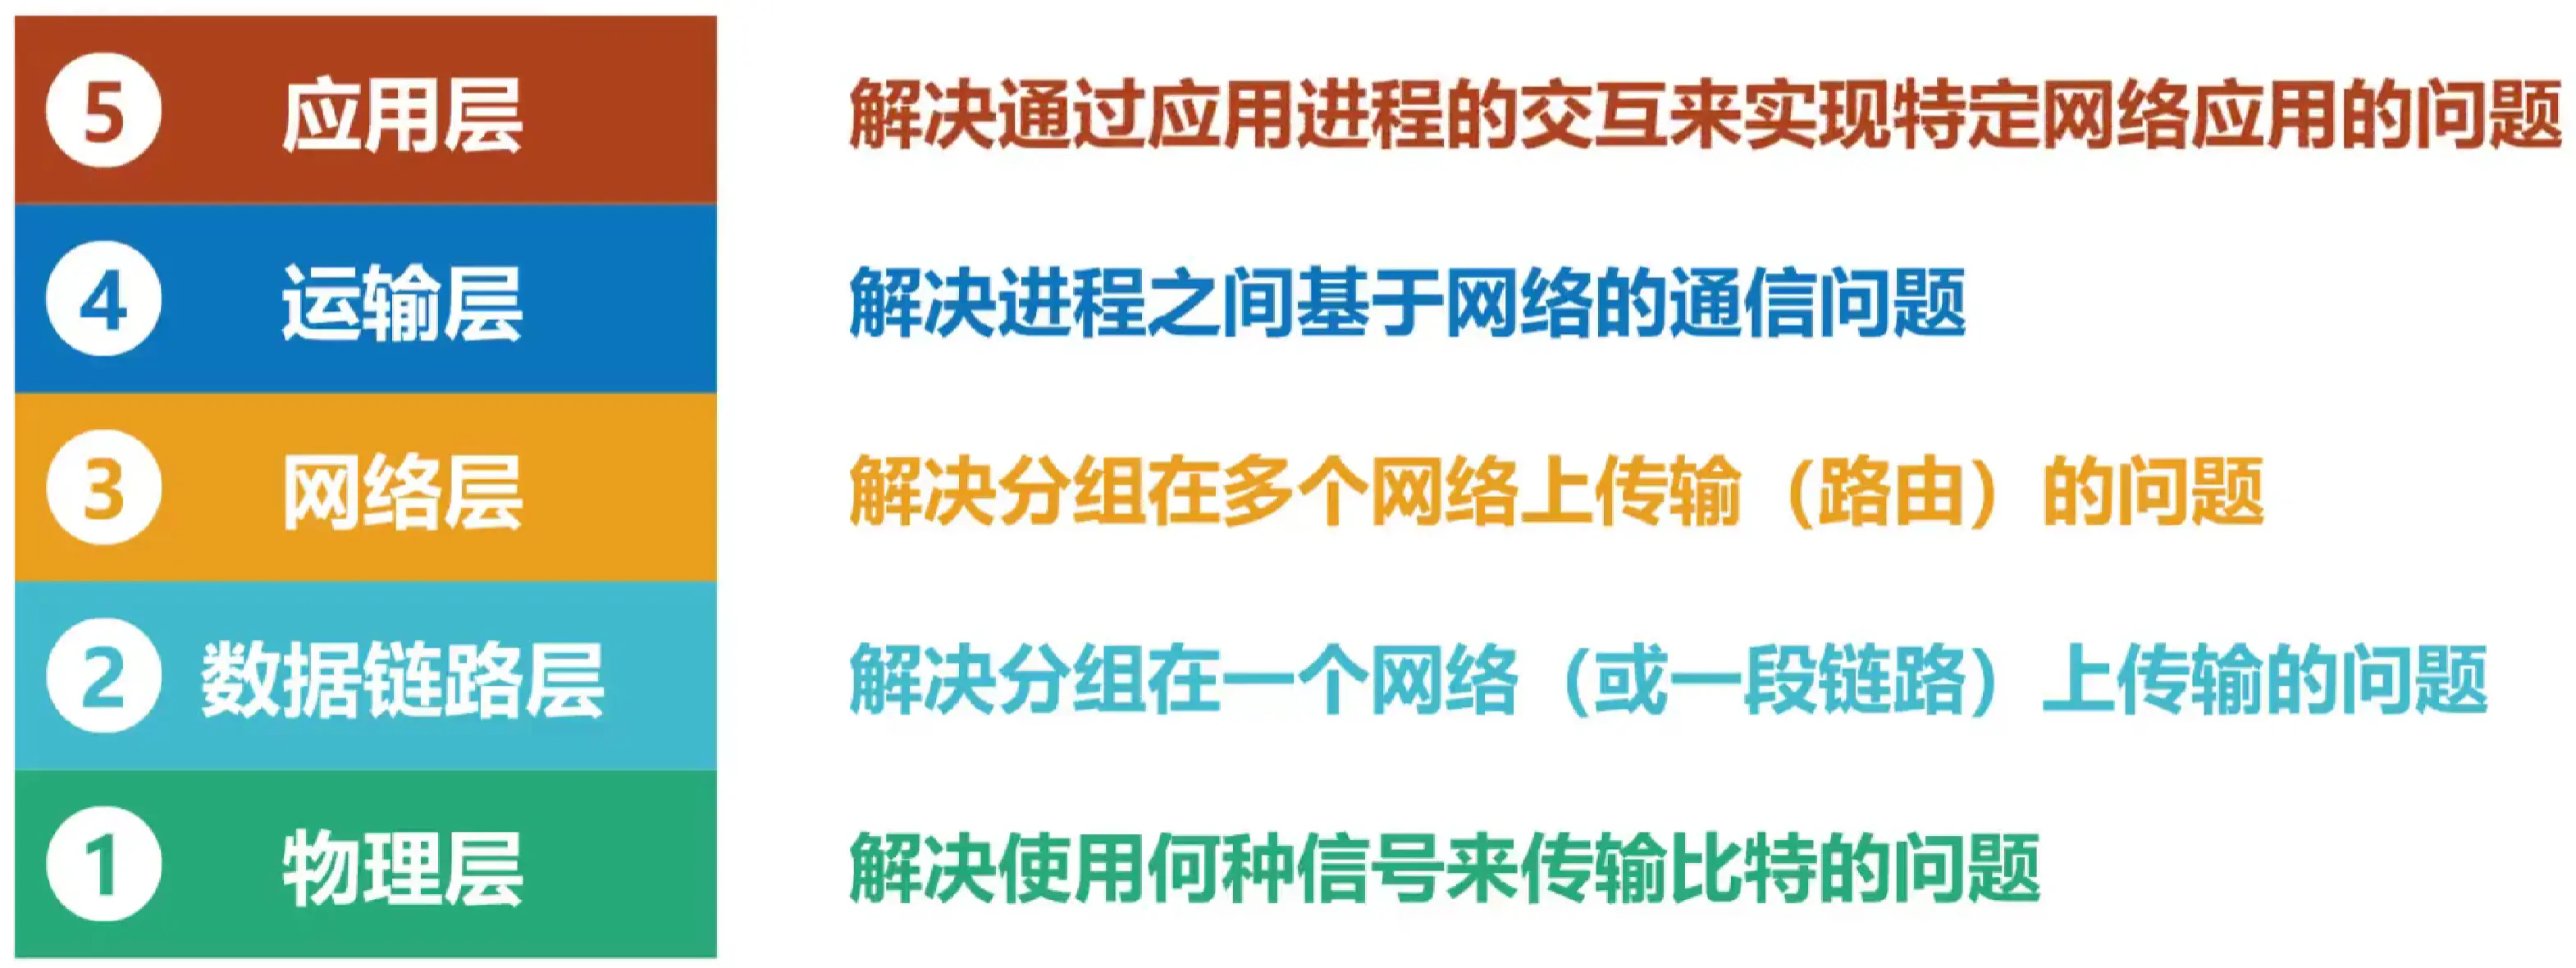 5 应用层 解决通过应用进程的交互来实现特定网络应用的问题
4 运输层 解决进程之间基于网络的通信问题
3 网络层 解决分组在多个网络上传输（路由）的问题
2 数据链路层 解决分组在一个网络（或一段链路）上传输的问题
1 物理层 解决使用何种信号来传输比特的问题